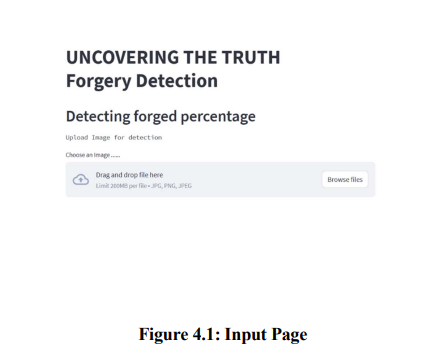 UNCOVERING THE TRUTH
Forgery Detection
Detecting forged percentage
Upload Image for detection
Choose an image ......
Drag and drop file here
Limit 200MB per file • JPG, PNG, JPEG
Browse files
Figure 4.1: Input Page